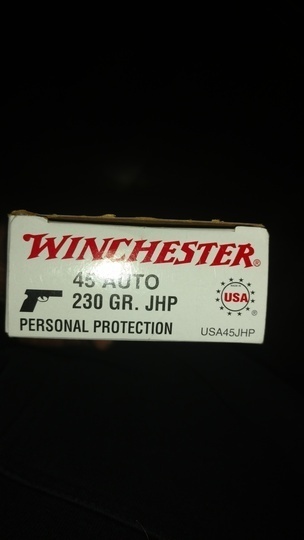 WINCHESTER®
45 AUTO
230 GR. JHP
PERSONAL PROTECTION
USA
®
USA45JHP